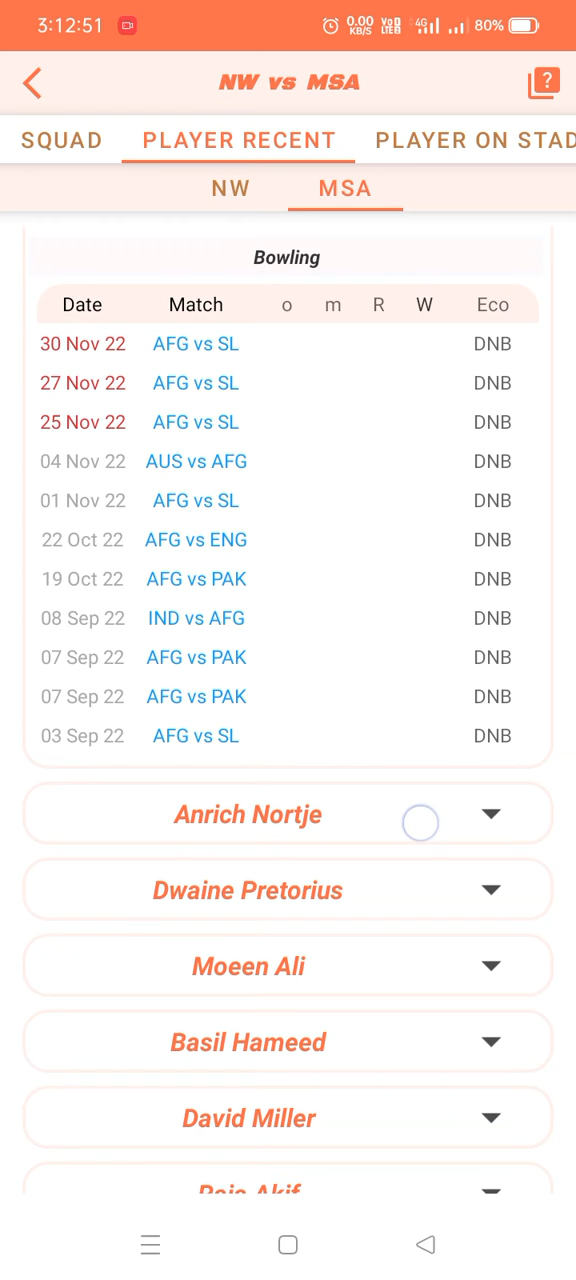 3:12:51 0.00 KB/S Vo0 LTE 4G 80%
NW vs MSA
SQUAD PLAYER RECENT PLAYER ON STAD
NW MSA
Bowling
Date Match o m R W Eco
30 Nov 22 AFG vs SL DNB
27 Nov 22 AFG vs SL DNB
25 Nov 22 AFG vs SL DNB
04 Nov 22 AUS vs AFG DNB
01 Nov 22 AFG vs SL DNB
22 Oct 22 AFG vs ENG DNB
19 Oct 22 AFG vs PAK DNB
08 Sep 22 IND vs AFG DNB
07 Sep 22 AFG vs PAK DNB
07 Sep 22 AFG vs PAK DNB
03 Sep 22 AFG vs SL DNB
Anrich Nortje
Dwaine Pretorius
Moeen Ali
Basil Hameed
David Miller